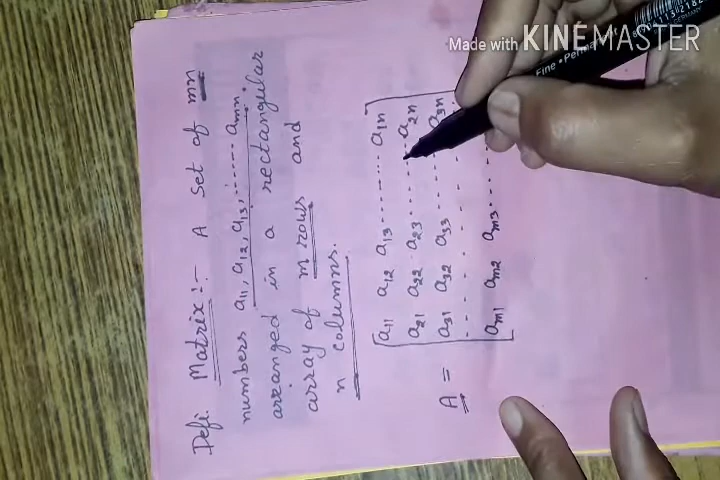 Defi. Matrix :- A set of mn
numbers a11, a12, a13, ..... amn.
arranged in a rectangular
array of m rows and
n columns.
A =
a11 a12 a13 ....... a1n
a21 a22 a23 ..... a2n
a31 a32 a33 ..... a3n
am1 am2 am3 ....
Made with KINEMASTER
Fine • Permanent